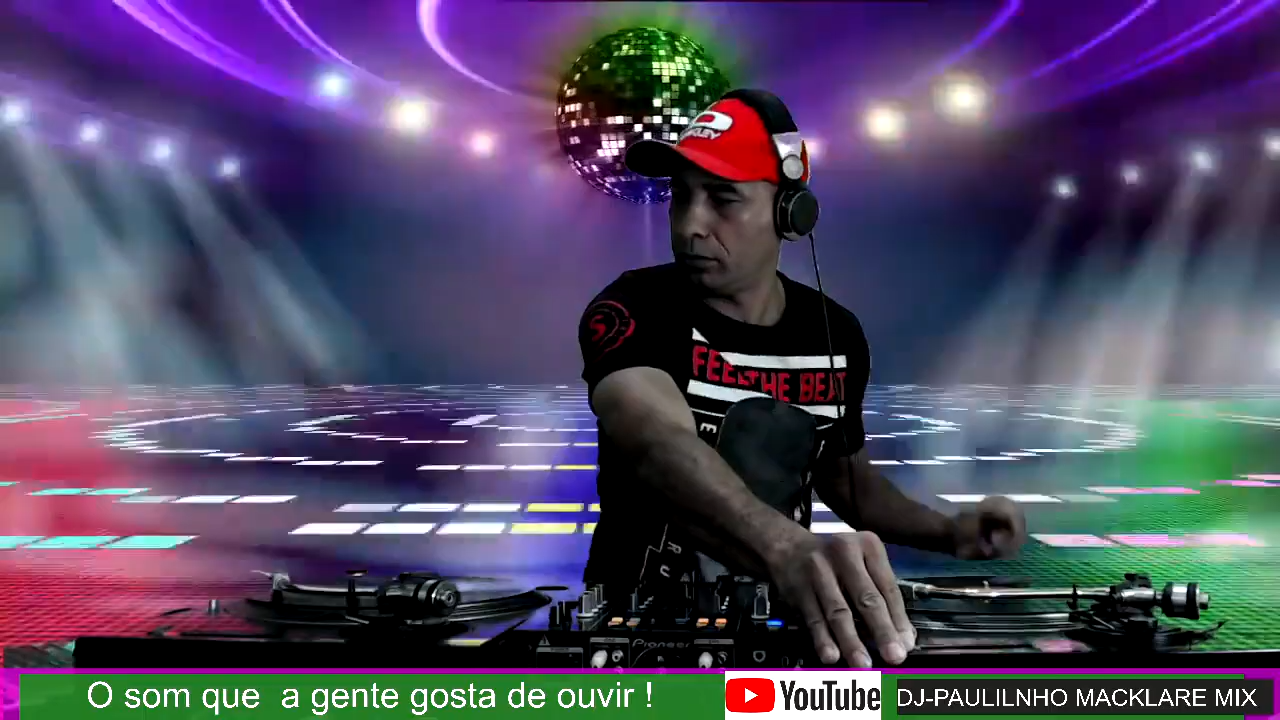 FEEL THE BEAT
Pioneer
O som que  a gente gosta de ouvir !
YouTube
DJ-PAULILNHO MACKLARE MIX